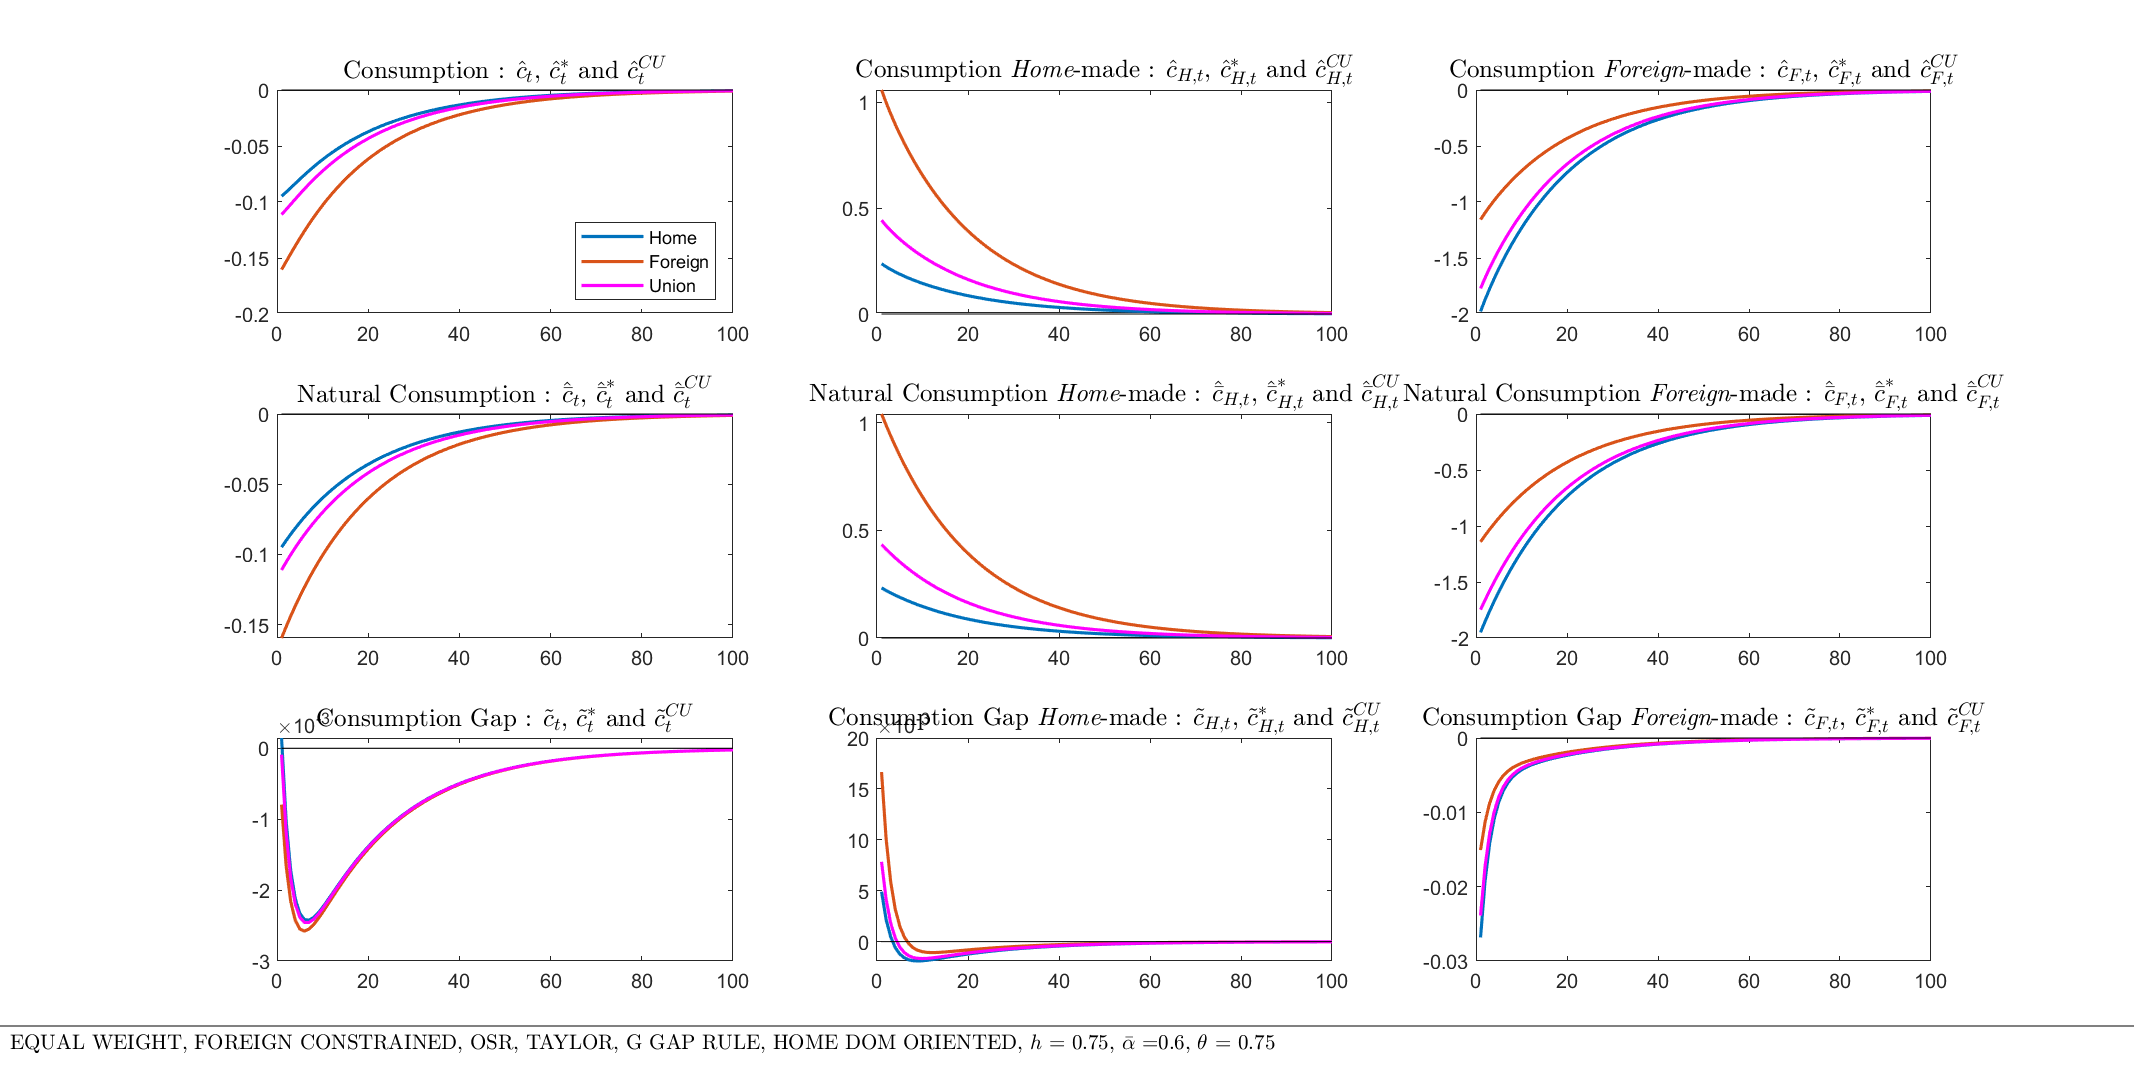 Consumption : ĉ_t, ĉ*_t and ĉ^CU_t
Consumption Home-made : ĉ_H,t, ĉ*_H,t and ĉ^CU_H,t
Consumption Foreign-made : ĉ_F,t, ĉ*_F,t and ĉ^CU_F,t
0
-0.05
-0.1
-0.15
-0.2
0 20 40 60 80 100
Home
Foreign
Union
1
0.5
0
0 20 40 60 80 100
0
-0.5
-1
-1.5
-2
0 20 40 60 80 100
Natural Consumption : c̄̂_t, c̄̂*_t and c̄̂^CU_t
Natural Consumption Home-made : c̄̂_H,t, c̄̂*_H,t and c̄̂^CU_H,t
Natural Consumption Foreign-made : c̄̂_F,t, c̄̂*_F,t and c̄̂^CU_F,t
0
-0.05
-0.1
-0.15
0 20 40 60 80 100
1
0.5
0
0 20 40 60 80 100
0
-0.5
-1
-1.5
-2
0 20 40 60 80 100
Consumption Gap : c̃_t, c̃*_t and c̃^CU_t
Consumption Gap Home-made : c̃_H,t, c̃*_H,t and c̃^CU_H,t
Consumption Gap Foreign-made : c̃_F,t, c̃*_F,t and c̃^CU_F,t
×10^-3
0
-1
-2
-3
0 20 40 60 80 100
×10^-3
20
15
10
5
0
0 20 40 60 80 100
0
-0.01
-0.02
-0.03
0 20 40 60 80 100
EQUAL WEIGHT, FOREIGN CONSTRAINED, OSR, TAYLOR, G GAP RULE, HOME DOM ORIENTED, h = 0.75, ᾱ =0.6, θ = 0.75